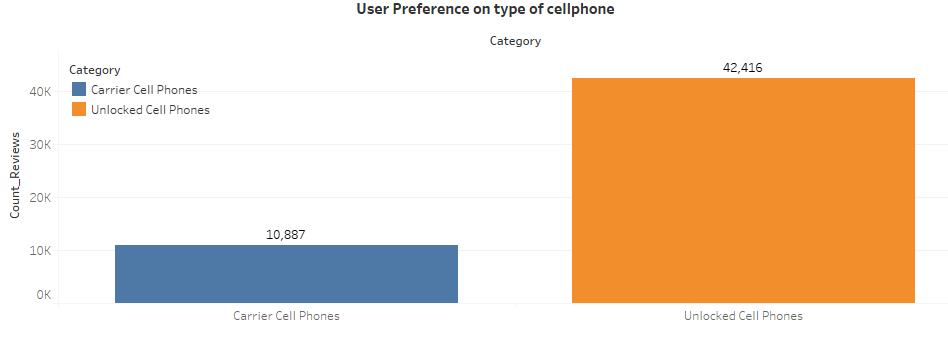 User Preference on type of cellphone
Category
Category
Carrier Cell Phones
Unlocked Cell Phones
Count_Reviews
40K
30K
20K
10K
0K
42,416
10,887
Carrier Cell Phones
Unlocked Cell Phones